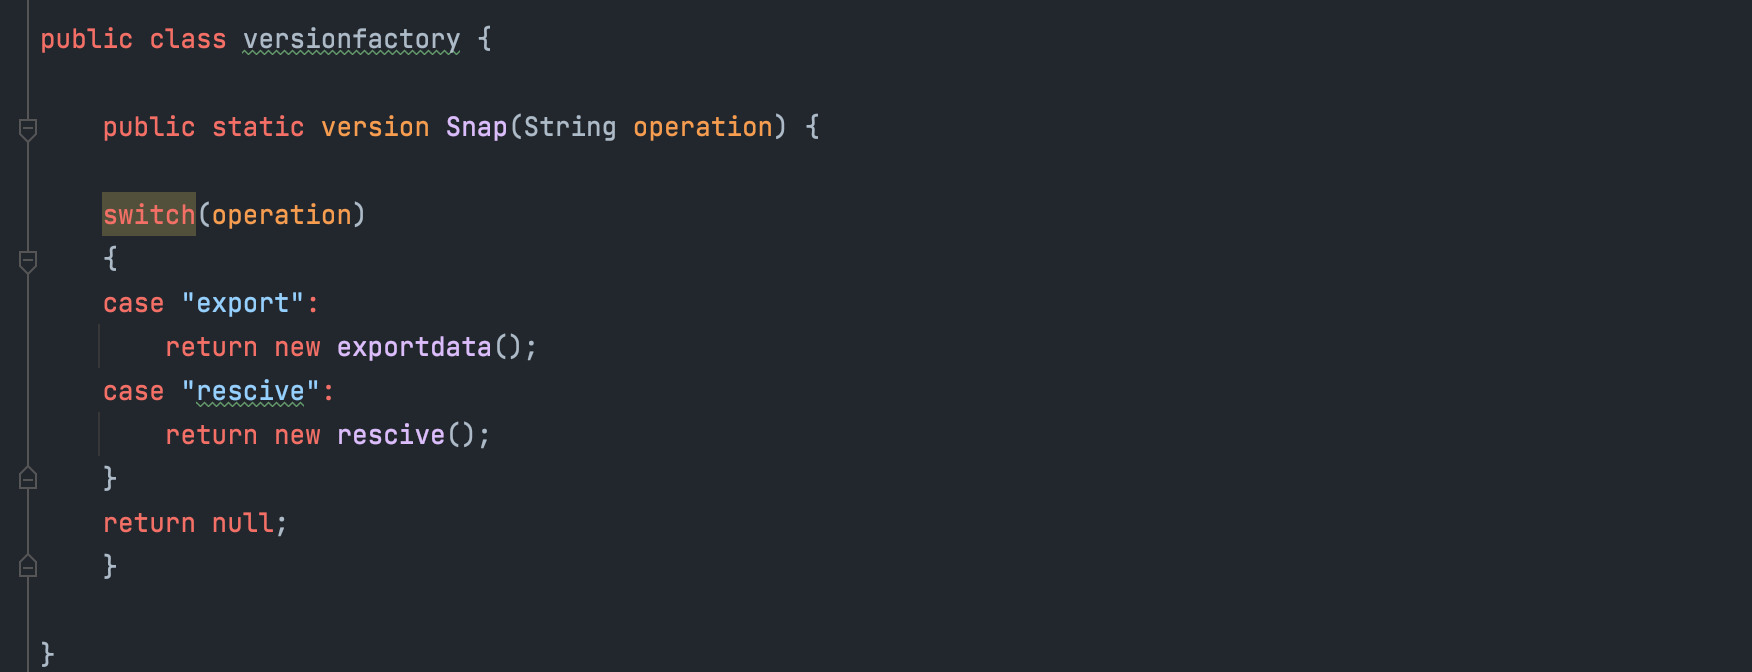 public class versionfactory {
public static version Snap(String operation) {
switch(operation)
{
case "export":
return new exportdata();
case "rescive":
return new rescive();
}
return null;
}
}